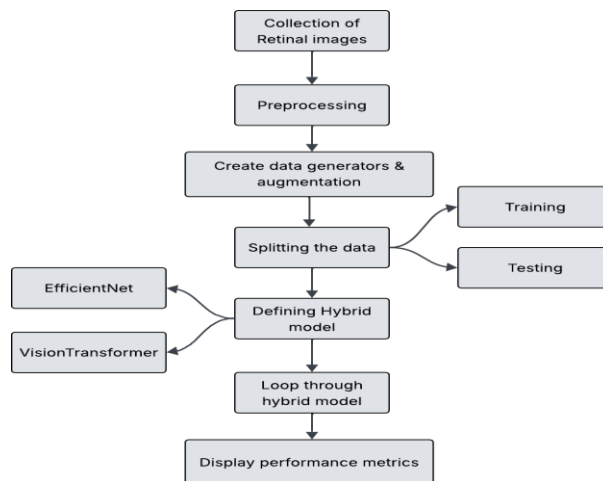 Collection of
Retinal images
Preprocessing
Create data generators &
augmentation
Training
Splitting the data
Testing
EfficientNet
Defining Hybrid
model
VisionTransformer
Loop through
hybrid model
Display performance metrics